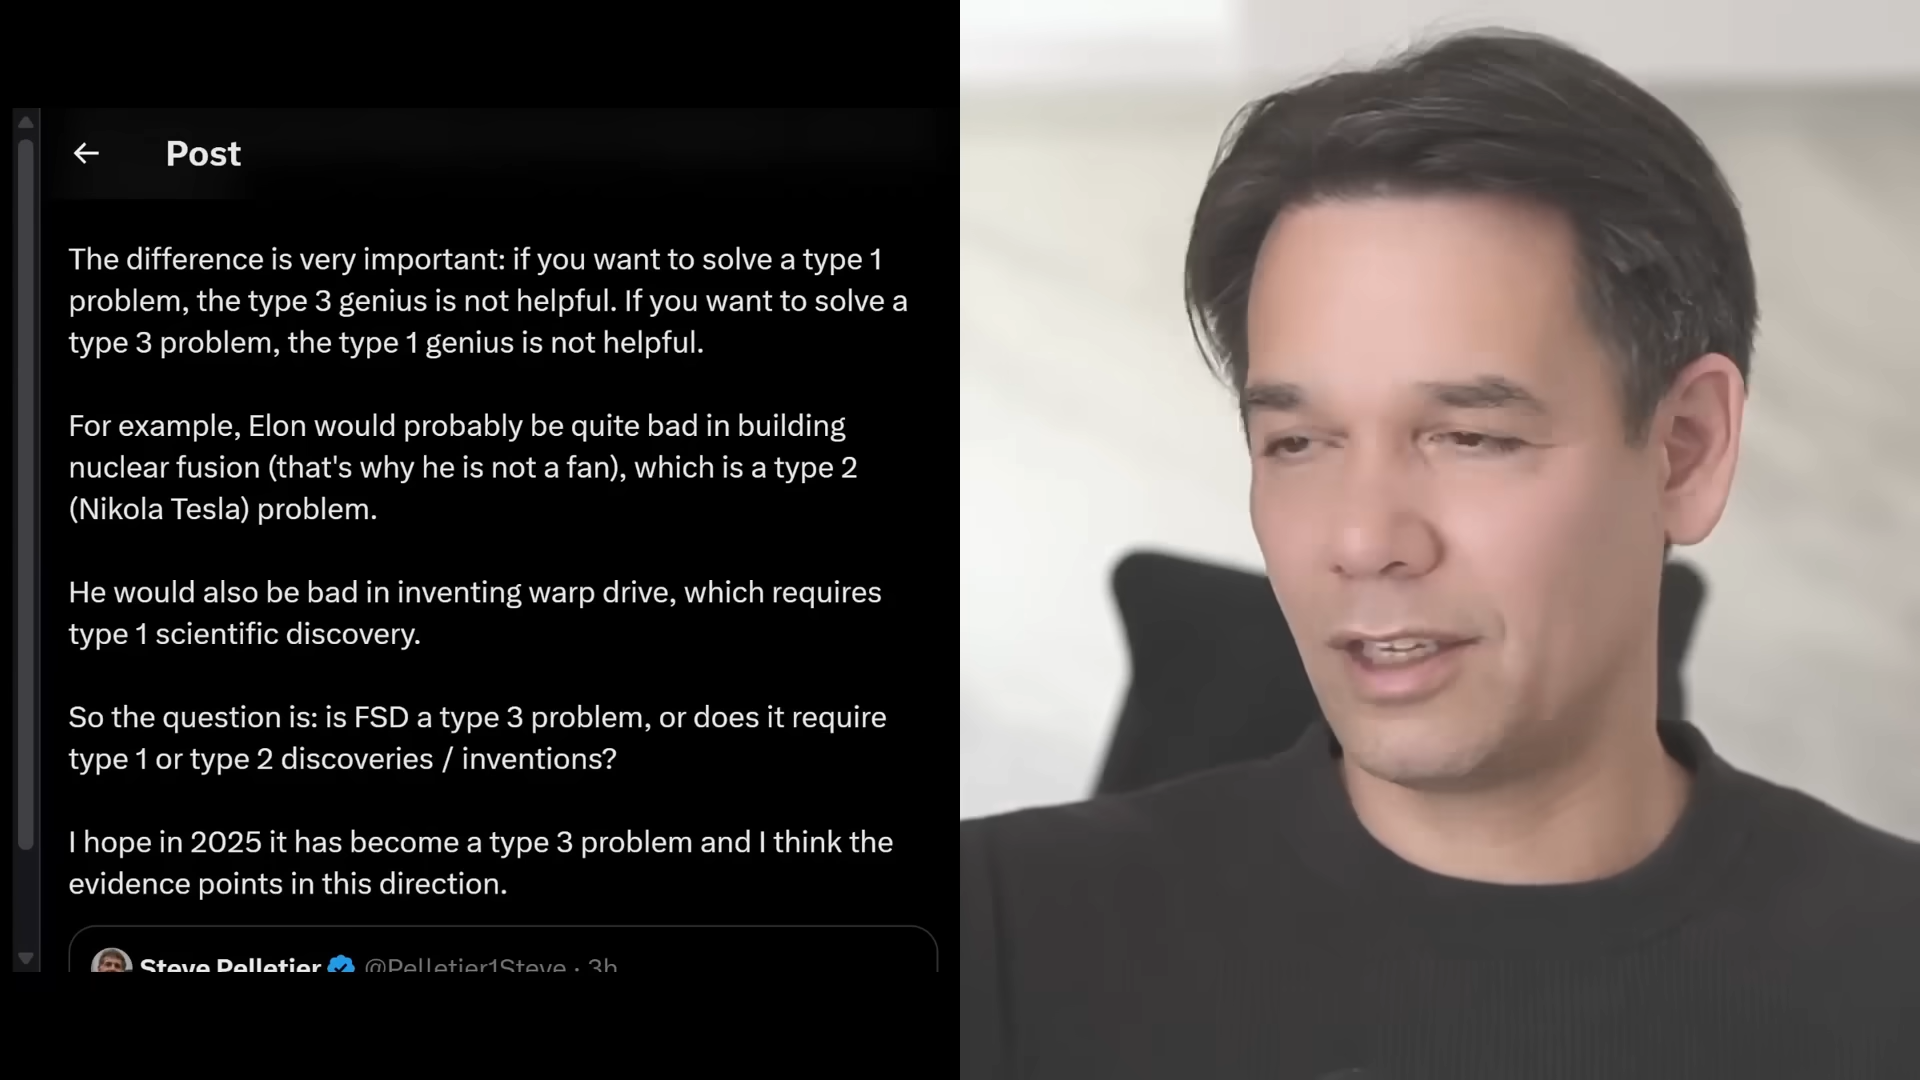 Post
The difference is very important: if you want to solve a type 1
problem, the type 3 genius is not helpful. If you want to solve a
type 3 problem, the type 1 genius is not helpful.
For example, Elon would probably be quite bad in building
nuclear fusion (that's why he is not a fan), which is a type 2
(Nikola Tesla) problem.
He would also be bad in inventing warp drive, which requires
type 1 scientific discovery.
So the question is: is FSD a type 3 problem, or does it require
type 1 or type 2 discoveries / inventions?
I hope in 2025 it has become a type 3 problem and I think the
evidence points in this direction.
Steve Pelletier @Pelletier1Steve · 3h